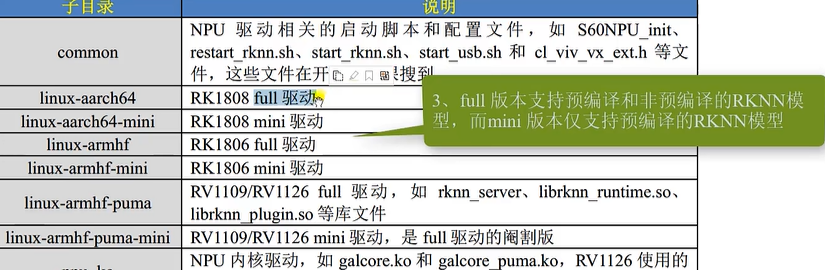 子目录 说明
common
NPU 驱动相关的启动脚本和配置文件，如 S60NPU_init、
restart_rknn.sh、start_rknn.sh、start_usb.sh 和 cl_viv_vx_ext.h 等文
件，这些文件在开 搜到
linux-aarch64 RK1808 full 驱动
linux-aarch64-mini RK1808 mini 驱动
linux-armhf RK1806 full 驱动
linux-armhf-mini RK1806 mini 驱动
linux-armhf-puma
RV1109/RV1126 full 驱动，如 rknn_server、librknn_runtime.so、
librknn_plugin.so 等库文件
linux-armhf-puma-mini RV1109/RV1126 mini 驱动，是 full 驱动的阉割版
NPU 内核驱动，如 galcore.ko 和 galcore_puma.ko，RV1126 使用的
3、full 版本支持预编译和非预编译的RKNN模
型，而mini 版本仅支持预编译的RKNN模型